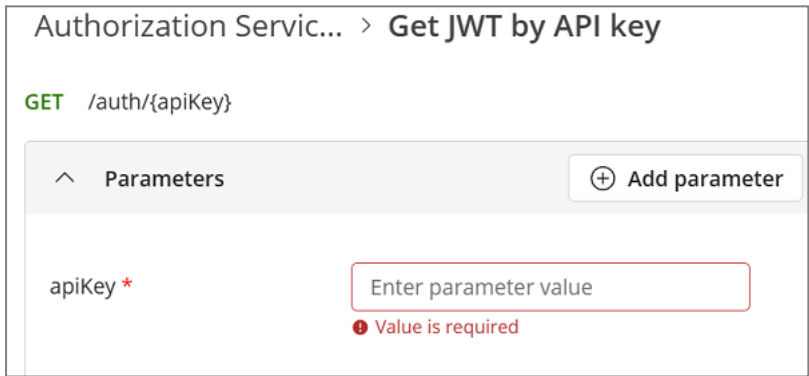 Authorization Servic... > Get JWT by API key
GET /auth/{apiKey}
Parameters
Add parameter
apiKey *
Enter parameter value
Value is required